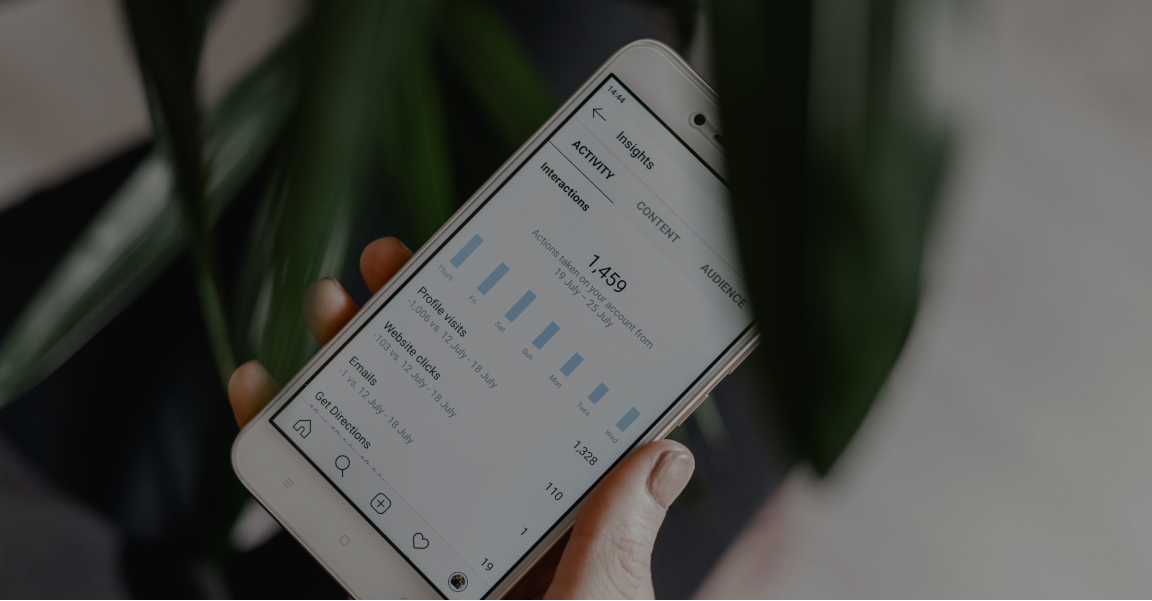 14:44
Insights
ACTIVITY
CONTENT
AUDIENCE
Interactions
1,459
Actions taken on your account from
19 July – 25 July
Thurs
Fri
Sat
Sun
Mon
Tues
Wed
Profile visits
1,328
-1,006 vs. 12 July - 18 July
Website clicks
110
-103 vs. 12 July - 18 July
Emails
1
-1 vs. 12 July - 18 July
Get Directions
19